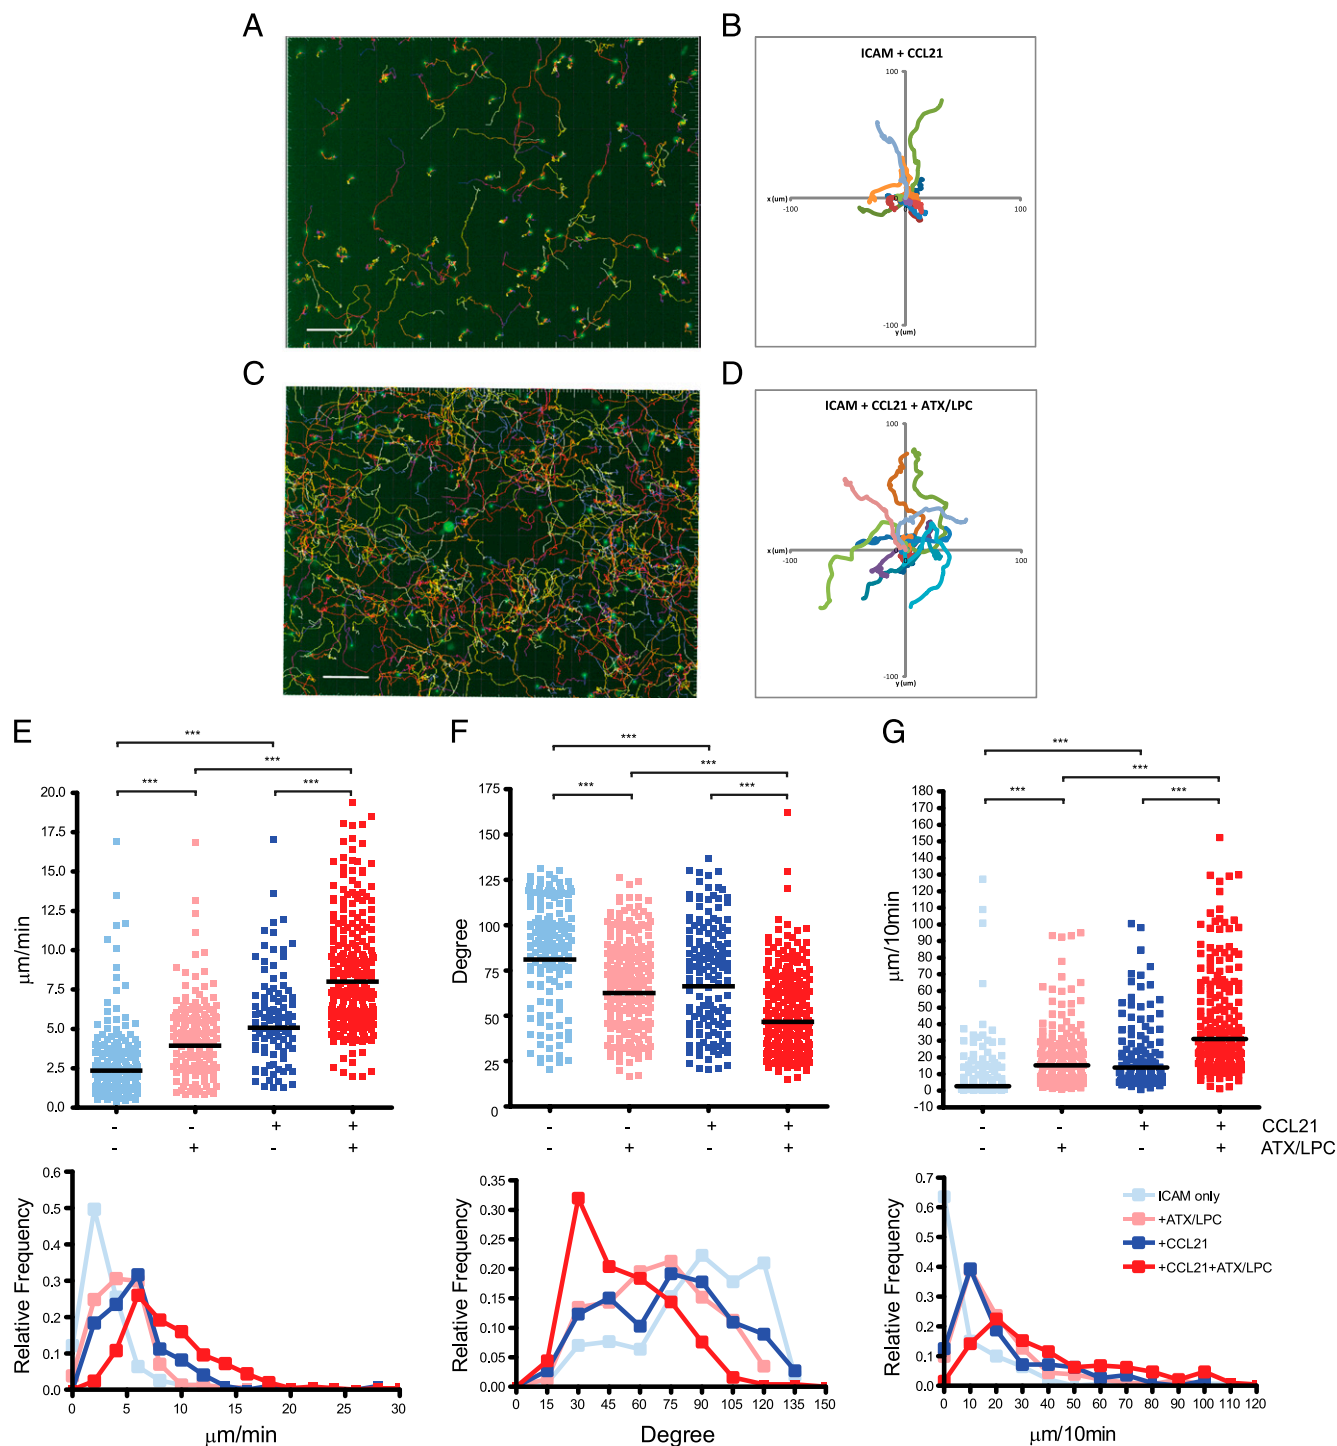 A
B
ICAM + CCL21
100
x (um)
-100
0
100
-100
y (um)
C
D
ICAM + CCL21 + ATX/LPC
100
x (um)
-100
0
100
-100
y (um)
E
F
G
*** *** *** ***
*** *** *** ***
*** *** *** ***
μm/min
20.0
17.5
15.0
12.5
10.0
7.5
5.0
2.5
0.0
- - + +
- + - +
Degree
175
150
125
100
75
50
25
0
- - + +
- + - +
μm/10min
180
170
160
150
140
130
120
110
100
90
80
70
60
50
40
30
20
10
0
-10
- - + + CCL21
- + - + ATX/LPC
Relative Frequency
0.6
0.5
0.4
0.3
0.2
0.1
0.0
0 5 10 15 20 25 30
μm/min
Relative Frequency
0.35
0.30
0.25
0.20
0.15
0.10
0.05
0.00
0 15 30 45 60 75 90 105 120 135 150
Degree
Relative Frequency
0.7
0.6
0.5
0.4
0.3
0.2
0.1
0.0
0 10 20 30 40 50 60 70 80 90 100 110 120
μm/10min
ICAM only
+ATX/LPC
+CCL21
+CCL21+ATX/LPC